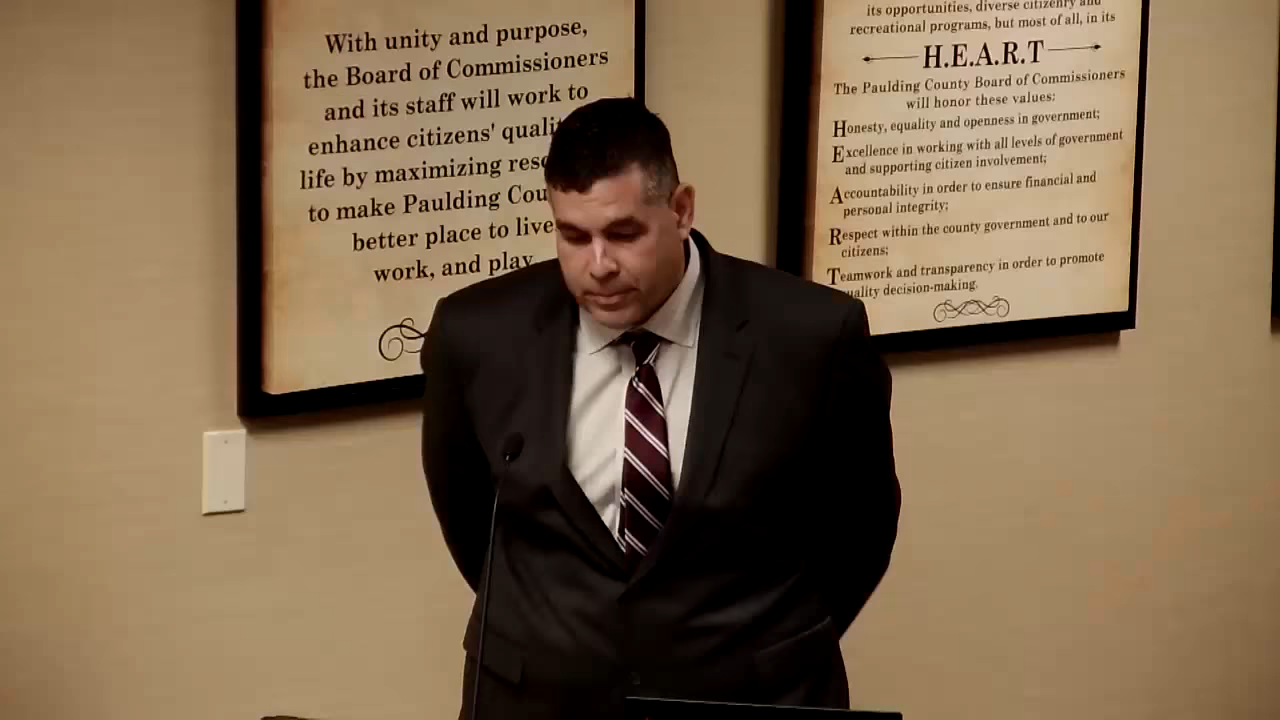 With unity and purpose,
the Board of Commissioners
and its staff will work to
enhance citizens'
life by maximizing
to make Paulding
better place to live
work, and play
its opportunities, diverse citizenry and
recreational programs, but most of all, in its
H.E.A.R.T
The Paulding County Board of Commissioners
will honor these values:
Honesty, equality and openness in government;
Excellence in working with all levels of government
and supporting citizen involvement;
Accountability in order to ensure financial and
personal integrity;
Respect within the county government and to our
citizens;
Teamwork and transparency in order to promote
decision-making.